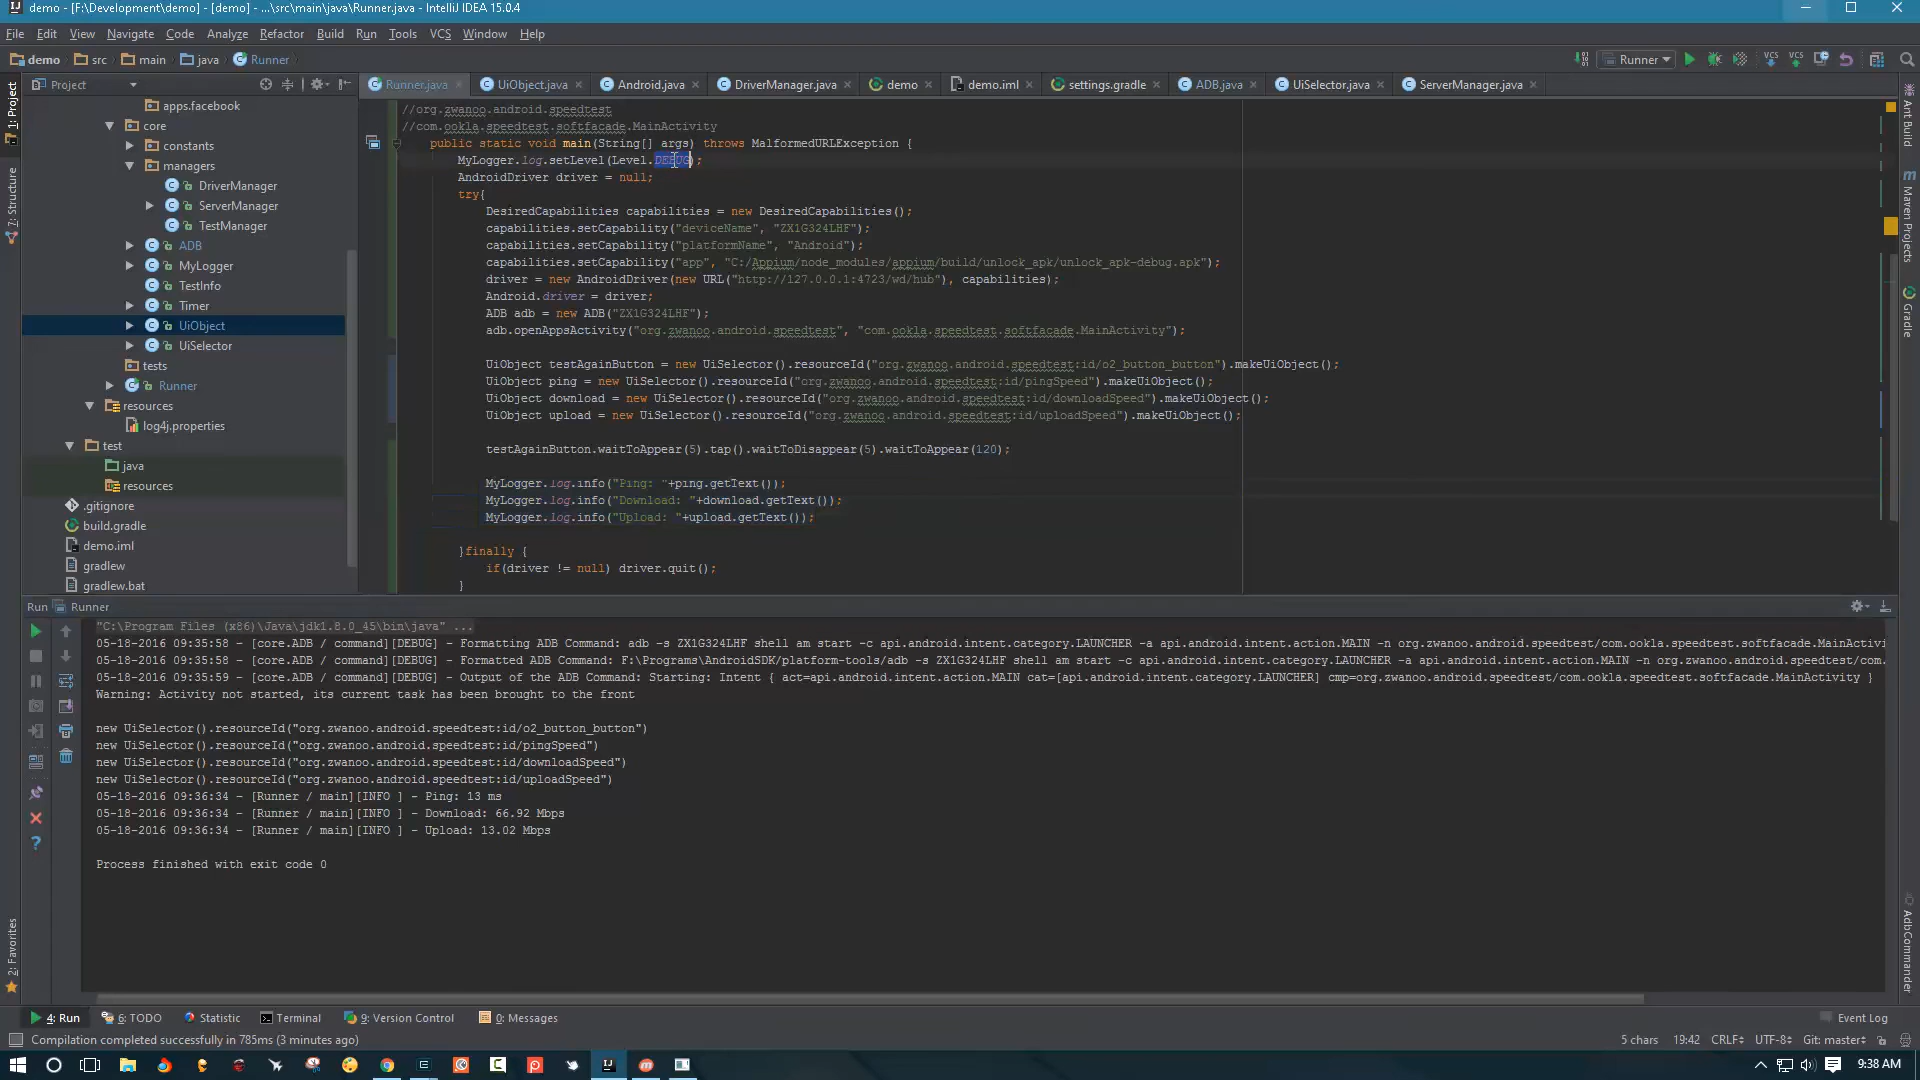 demo - [F:\Development\demo] - [demo] - ...\src\main\java\Runner.java - IntelliJ IDEA 15.0.4
File Edit View Navigate Code Analyze Refactor Build Run Tools VCS Window Help
demo src main java Runner
Runner
Project
Runner.java UiObject.java Android.java DriverManager.java demo demo.iml settings.gradle ADB.java UiSelector.java ServerManager.java
1: Project
7: Structure
2: Favorites
apps.facebook
core
constants
managers
DriverManager
ServerManager
TestManager
ADB
MyLogger
TestInfo
Timer
UiObject
UiSelector
tests
Runner
resources
log4j.properties
test
java
resources
.gitignore
build.gradle
demo.iml
gradlew
gradlew.bat
//org.zwanoo.android.speedtest
//com.ookla.speedtest.softfacade.MainActivity
public static void main(String[] args) throws MalformedURLException {
MyLogger.log.setLevel(Level.DEBUG);
AndroidDriver driver = null;
try{
DesiredCapabilities capabilities = new DesiredCapabilities();
capabilities.setCapability("deviceName", "ZX1G324LHF");
capabilities.setCapability("platformName", "Android");
capabilities.setCapability("app", "C:/Appium/node_modules/appium/build/unlock_apk/unlock_apk-debug.apk");
driver = new AndroidDriver(new URL("http://127.0.0.1:4723/wd/hub"), capabilities);
Android.driver = driver;
ADB adb = new ADB("ZX1G324LHF");
adb.openAppsActivity("org.zwanoo.android.speedtest", "com.ookla.speedtest.softfacade.MainActivity");
UiObject testAgainButton = new UiSelector().resourceId("org.zwanoo.android.speedtest:id/o2_button_button").makeUiObject();
UiObject ping = new UiSelector().resourceId("org.zwanoo.android.speedtest:id/pingSpeed").makeUiObject();
UiObject download = new UiSelector().resourceId("org.zwanoo.android.speedtest:id/downloadSpeed").makeUiObject();
UiObject upload = new UiSelector().resourceId("org.zwanoo.android.speedtest:id/uploadSpeed").makeUiObject();
testAgainButton.waitToAppear(5).tap().waitToDisappear(5).waitToAppear(120);
MyLogger.log.info("Ping: "+ping.getText());
MyLogger.log.info("Download: "+download.getText());
MyLogger.log.info("Upload: "+upload.getText());
}finally {
if(driver != null) driver.quit();
}
Ant Build
Maven Projects
Gradle
AdbCommander
Run Runner
"C:\Program Files (x86)\Java\jdk1.8.0_45\bin\java" ...
05-18-2016 09:35:58 - [core.ADB / command][DEBUG] - Formatting ADB Command: adb -s ZX1G324LHF shell am start -c api.android.intent.category.LAUNCHER -a api.android.intent.action.MAIN -n org.zwanoo.android.speedtest/com.ookla.speedtest.softfacade.MainActivi
05-18-2016 09:35:58 - [core.ADB / command][DEBUG] - Formatted ADB Command: F:\Programs\AndroidSDK/platform-tools/adb -s ZX1G324LHF shell am start -c api.android.intent.category.LAUNCHER -a api.android.intent.action.MAIN -n org.zwanoo.android.speedtest/com.
05-18-2016 09:35:59 - [core.ADB / command][DEBUG] - Output of the ADB Command: Starting: Intent { act=api.android.intent.action.MAIN cat=[api.android.intent.category.LAUNCHER] cmp=org.zwanoo.android.speedtest/com.ookla.speedtest.softfacade.MainActivity }
Warning: Activity not started, its current task has been brought to the front
new UiSelector().resourceId("org.zwanoo.android.speedtest:id/o2_button_button")
new UiSelector().resourceId("org.zwanoo.android.speedtest:id/pingSpeed")
new UiSelector().resourceId("org.zwanoo.android.speedtest:id/downloadSpeed")
new UiSelector().resourceId("org.zwanoo.android.speedtest:id/uploadSpeed")
05-18-2016 09:36:34 - [Runner / main][INFO ] - Ping: 13 ms
05-18-2016 09:36:34 - [Runner / main][INFO ] - Download: 66.92 Mbps
05-18-2016 09:36:34 - [Runner / main][INFO ] - Upload: 13.02 Mbps
Process finished with exit code 0
4: Run 6: TODO Statistic Terminal 9: Version Control 0: Messages Event Log
Compilation completed successfully in 785ms (3 minutes ago) 5 chars 19:42 CRLF UTF-8 Git: master
9:38 AM